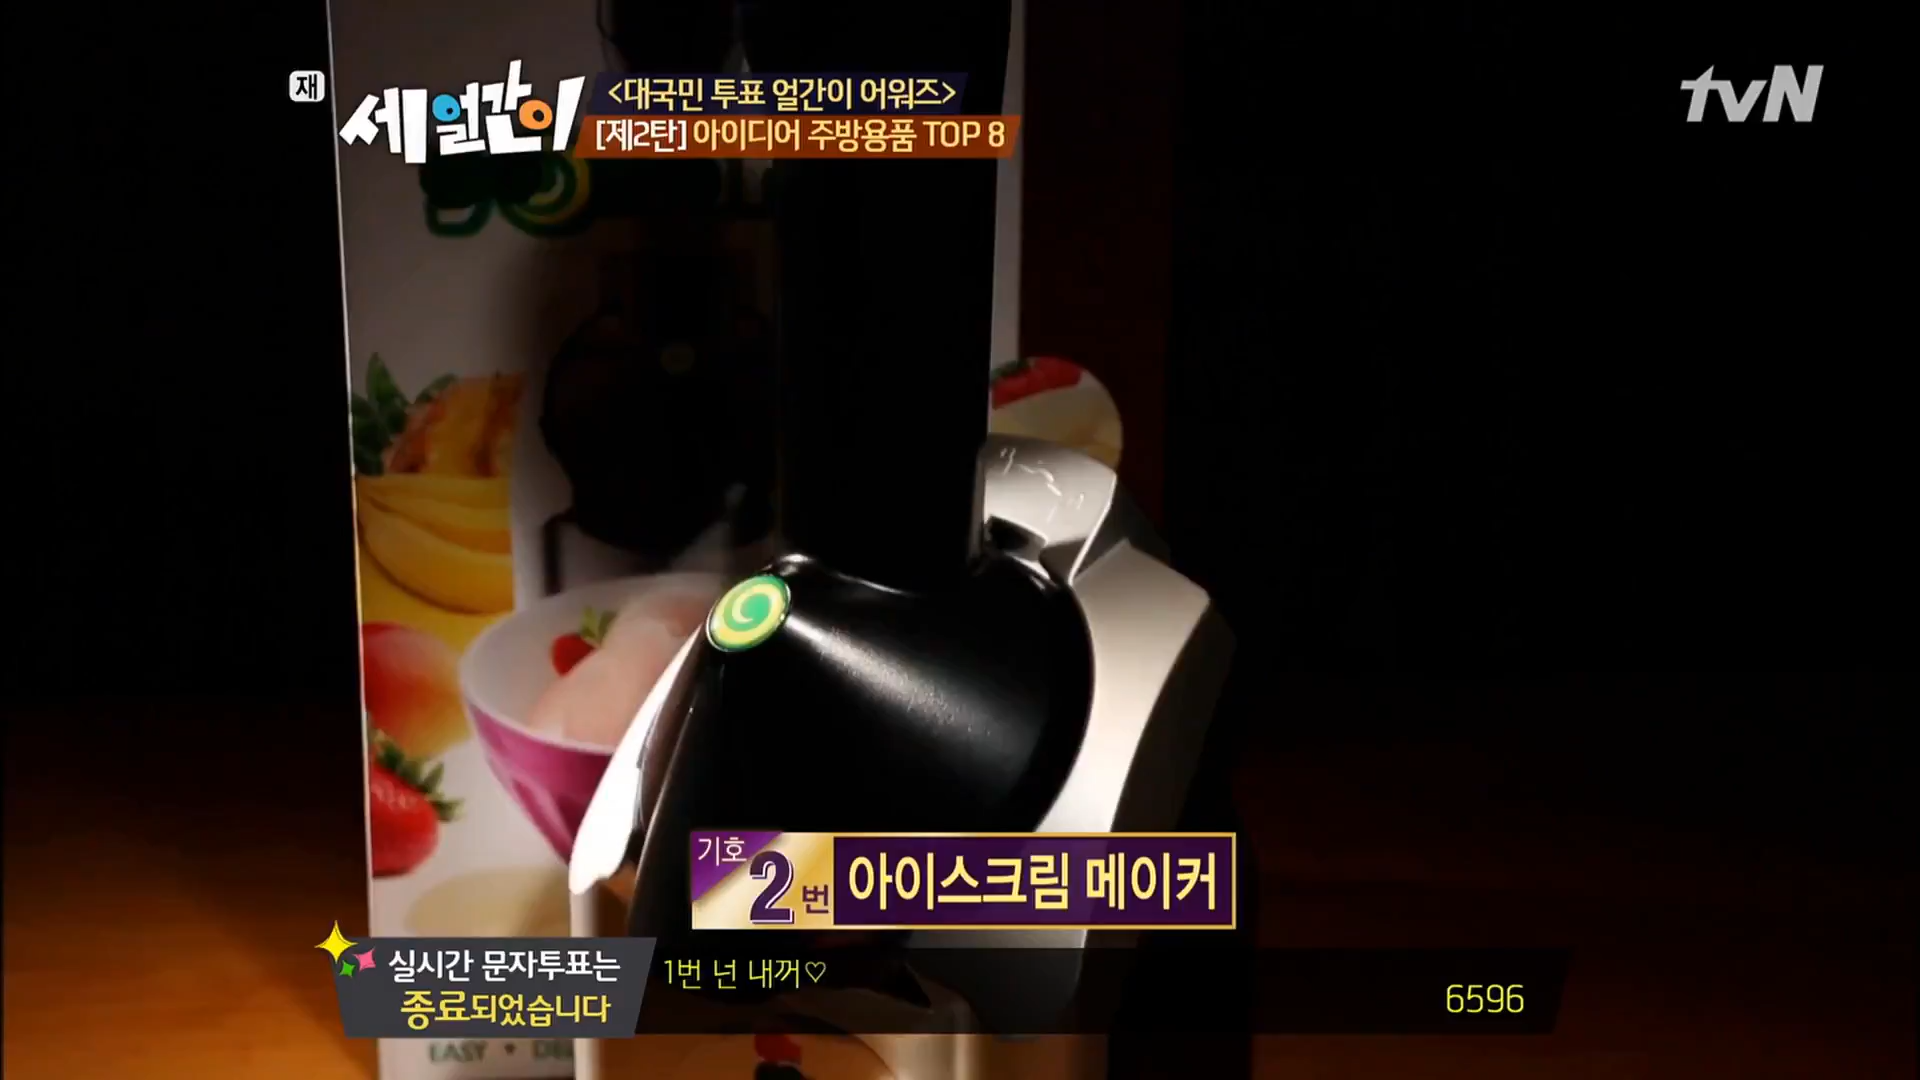 재
세얼간이
<대국민 투표 얼간이 어워즈>
[제2탄] 아이디어 주방용품 TOP 8
tvN
기호
2번
아이스크림 메이커
실시간 문자투표는
종료되었습니다
1번 넌 내꺼♡
6596
EASY